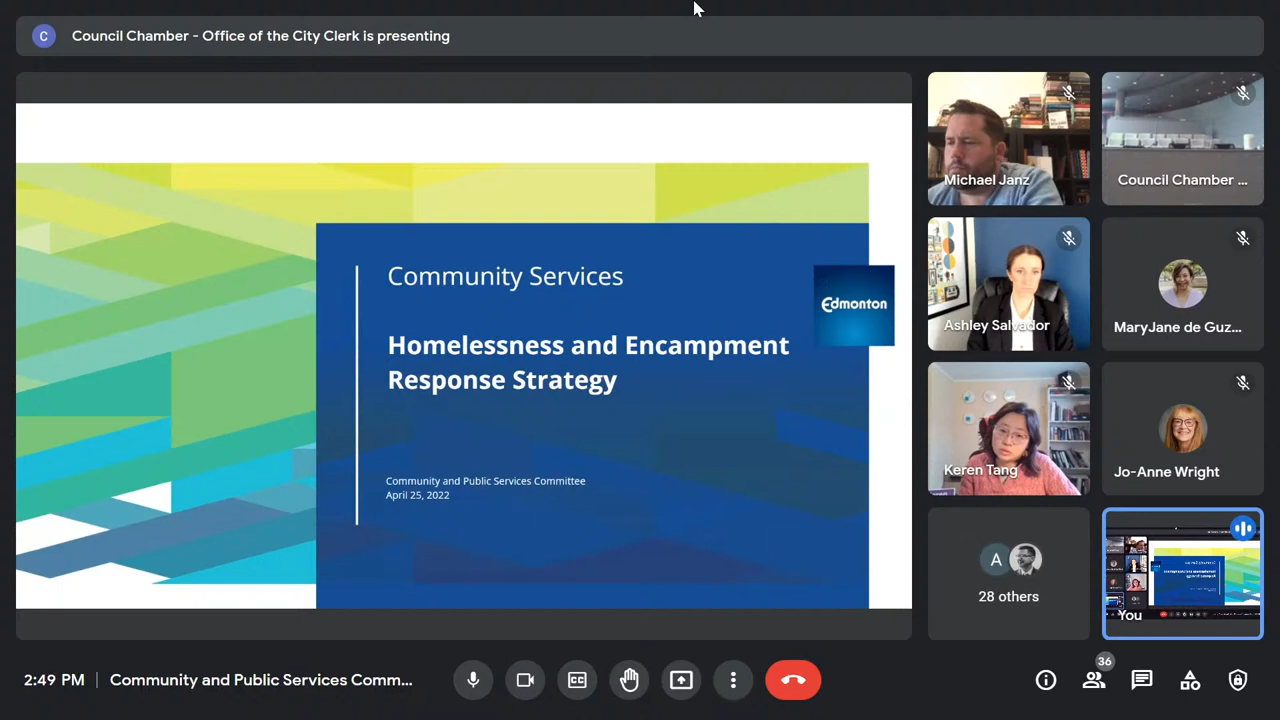 C
Council Chamber - Office of the City Clerk is presenting
Community Services
Homelessness and Encampment
Response Strategy
Community and Public Services Committee
April 25, 2022
Edmonton
Michael Janz
Council Chamber ...
Ashley Salvador
MaryJane de Guz...
Keren Tang
Jo-Anne Wright
A
28 others
You
2:49 PM
Community and Public Services Comm...
36